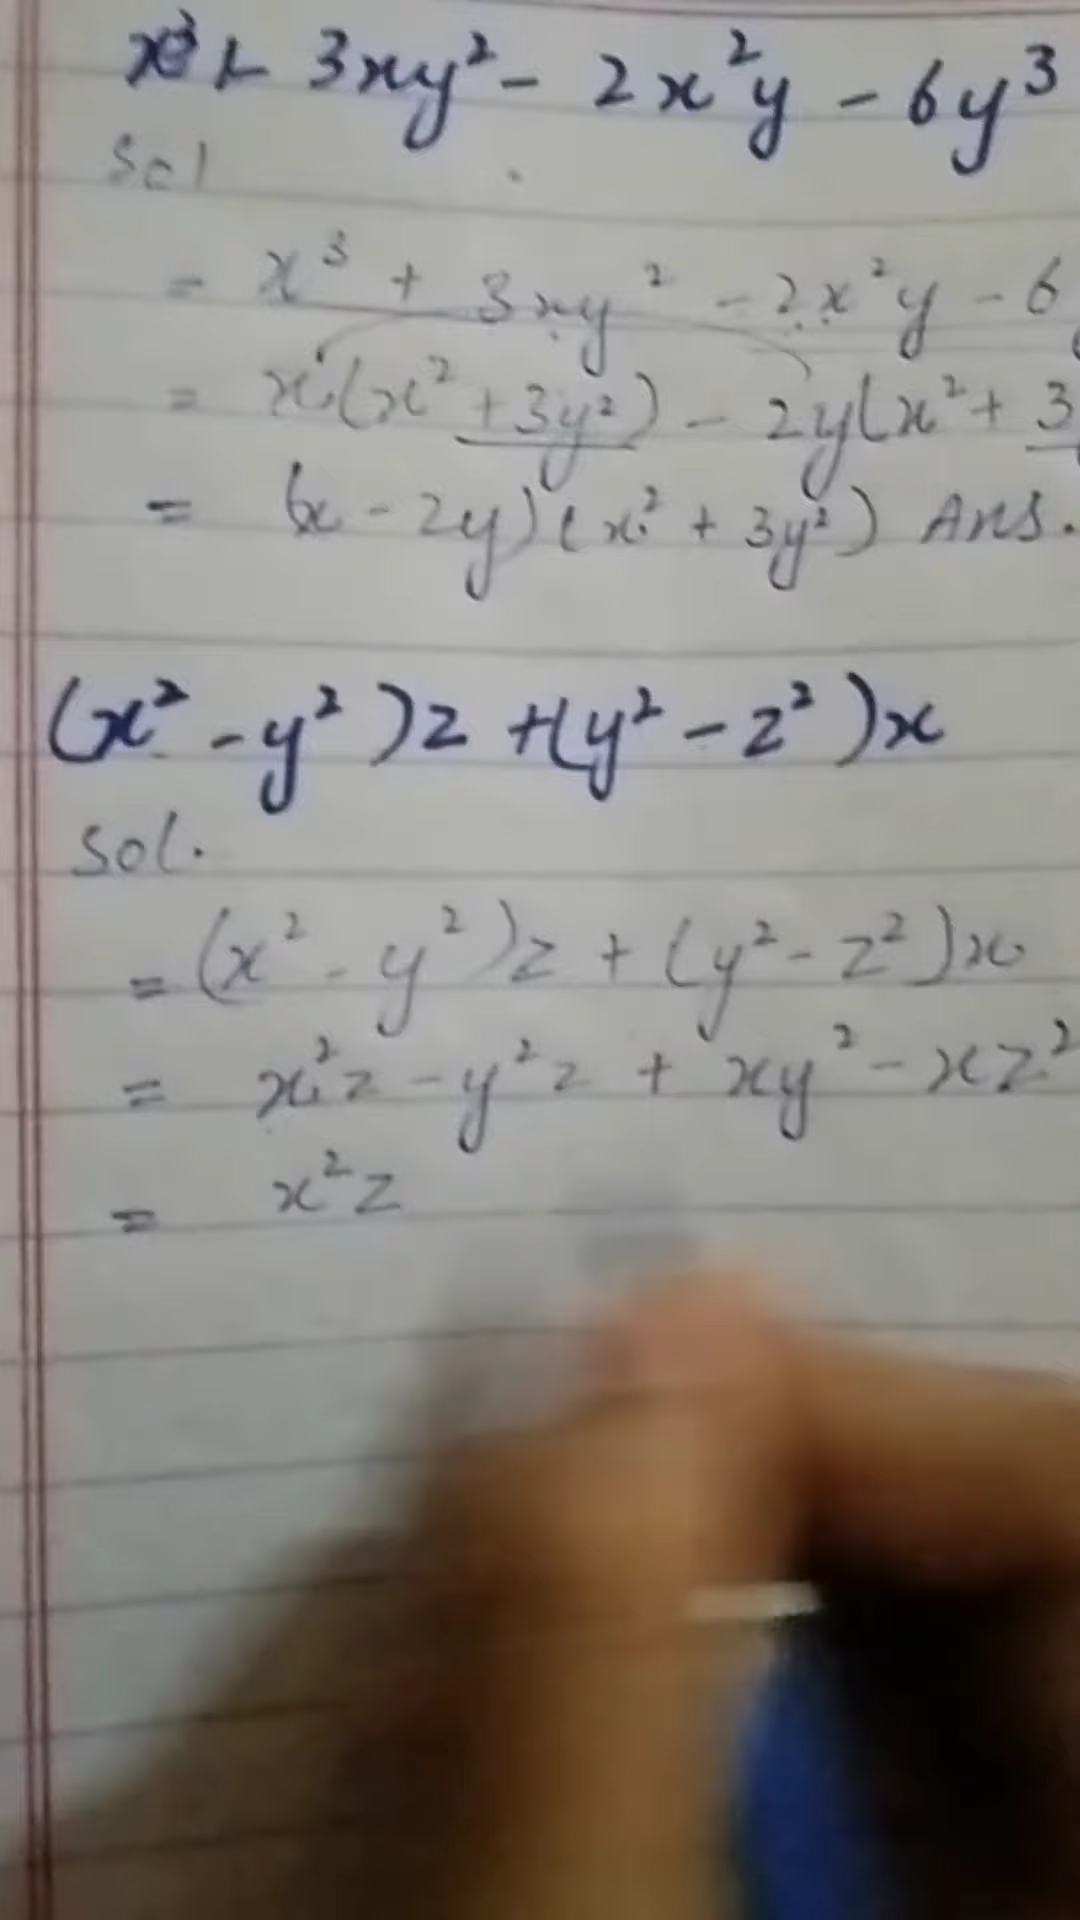 x³ + 3xy² - 2x²y - 6y³
Sol
= x³ + 3xy² - 2x²y - 6
= x(x² + 3y²) - 2y(x² + 3
= (x - 2y)(x² + 3y²) Ans.
(x² - y²)z + (y² - z²)x
Sol.
= (x² - y²)z + (y² - z²)x
= x²z - y²z + xy² - xz²
= x²z